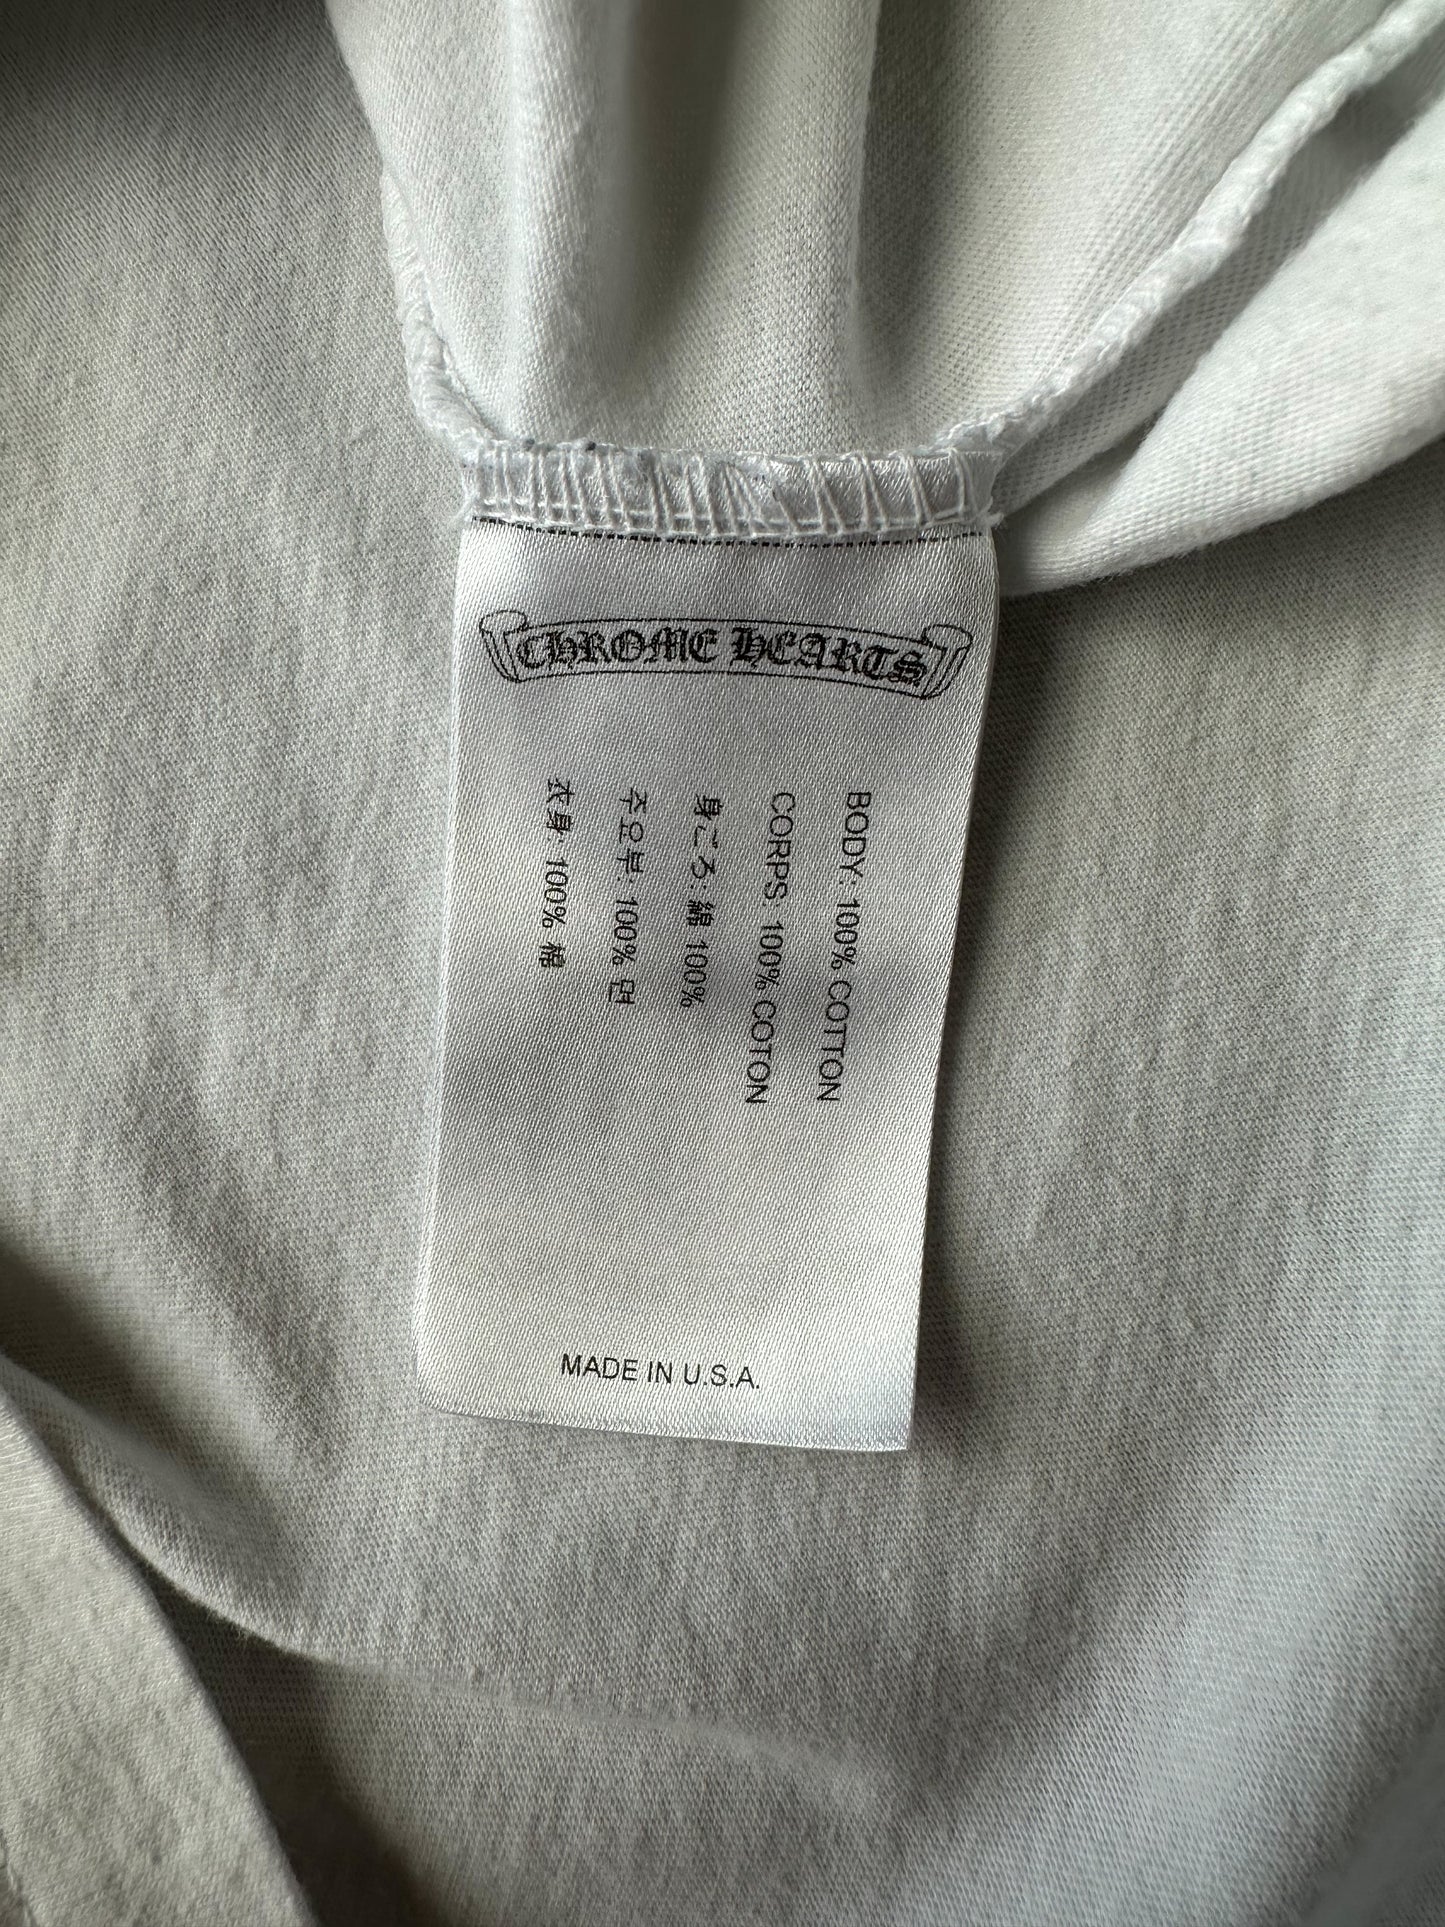 CHROME HEARTS
BODY: 100% COTTON
CORPS: 100% COTON
身ごろ: 綿 100%
주요부: 100% 면
衣身: 100% 棉
MADE IN U.S.A.